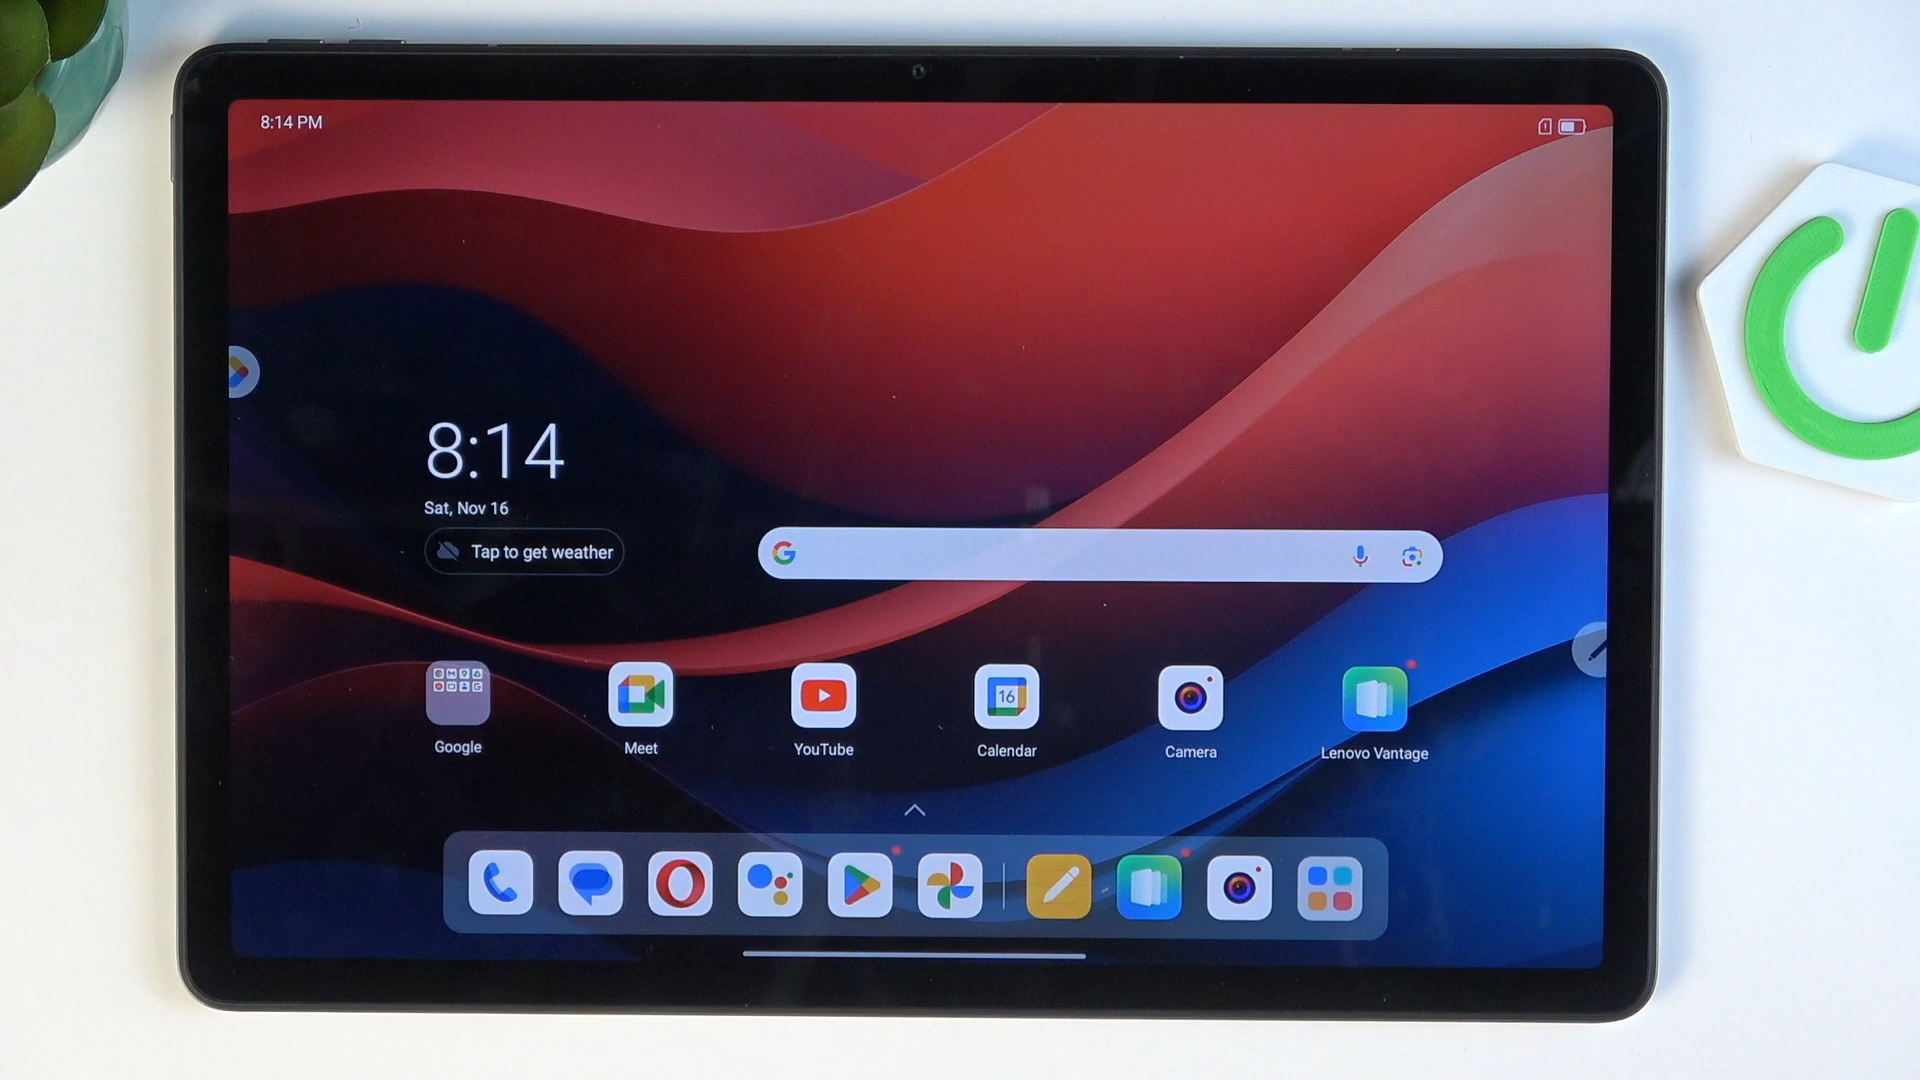 8:14 PM
8:14
Sat, Nov 16
Tap to get weather
G
Google
Meet
YouTube
16
Calendar
Camera
Lenovo Vantage